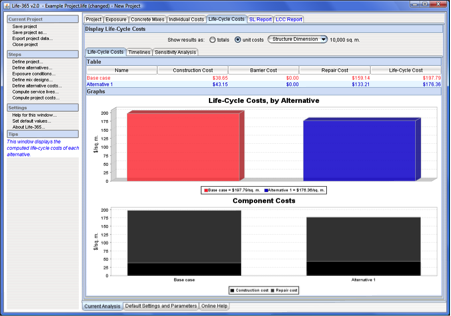 Life-365 v2.0 - Example Project.life (changed) - New Project
Current Project
Save project
Save project as...
Export project data...
Close project
Steps
Define project...
Define alternatives...
Exposure conditions...
Define mix designs...
Define alternative costs...
Compute service lives...
Compute project costs...
Settings
Help for this window...
Set default values...
About Life-365...
Tips
This window displays the
computed life-cycle costs of each
alternative.
Project Exposure Concrete Mixes Individual Costs Life-Cycle Costs SL Report LCC Report
Display Life-Cycle Costs
Show results as: totals unit costs Structure Dimension 10,000 sq. m.
Life-Cycle Costs Timelines Sensitivity Analysis
Table
Name Construction Cost Barrier Cost Repair Cost Life-Cycle Cost
Base case $38.65 $0.00 $159.14 $197.79
Alternative 1 $43.15 $0.00 $133.21 $176.36
Graphs
Life-Cycle Costs, by Alternative
$/sq. m.
200
175
150
125
100
75
50
25
0
Base case = $197.79/sq. m. Alternative 1 = $176.36/sq. m.
Component Costs
$/sq. m.
200
175
150
125
100
75
50
25
0
Base case Alternative 1
Construction cost Repair cost
Current Analysis Default Settings and Parameters Online Help